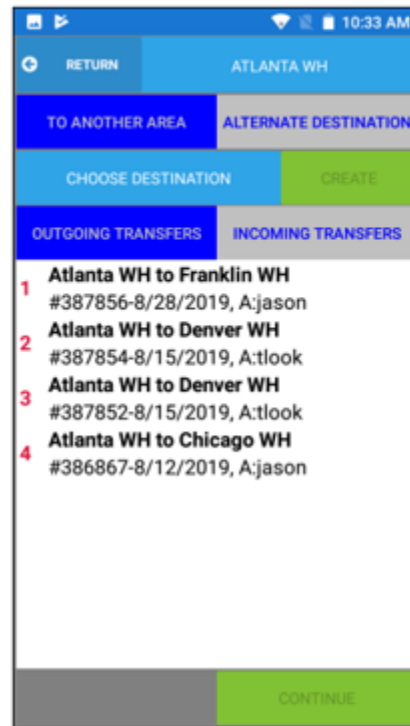 10:33 AM
RETURN ATLANTA WH
TO ANOTHER AREA ALTERNATE DESTINATION
CHOOSE DESTINATION CREATE
OUTGOING TRANSFERS INCOMING TRANSFERS
1 Atlanta WH to Franklin WH
#387856-8/28/2019, A:jason
2 Atlanta WH to Denver WH
#387854-8/15/2019, A:tlook
3 Atlanta WH to Denver WH
#387852-8/15/2019, A:tlook
4 Atlanta WH to Chicago WH
#386867-8/12/2019, A:jason
CONTINUE